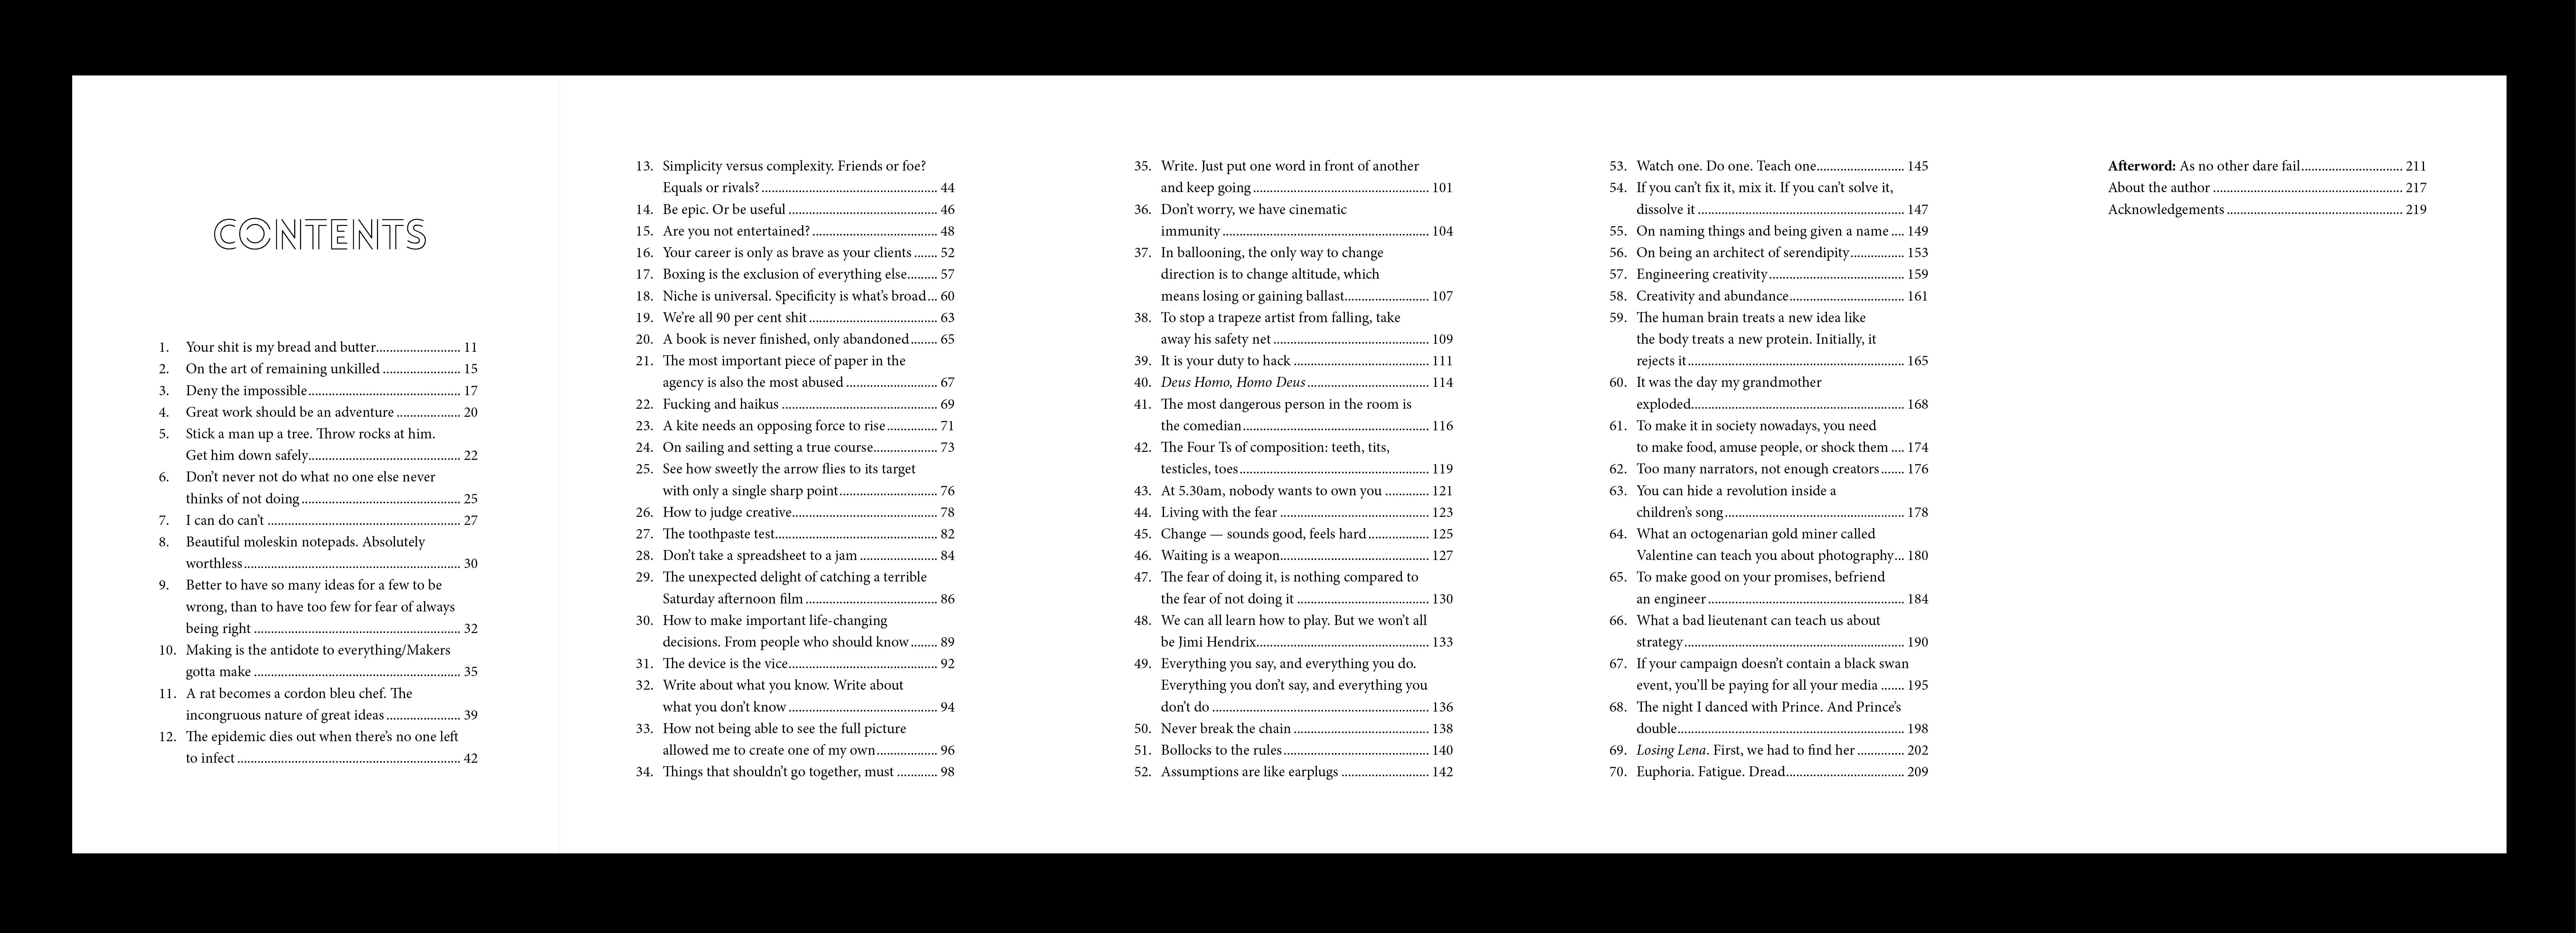 CONTENTS
1. Your shit is my bread and butter........................ 11
2. On the art of remaining unkilled ...................... 15
3. Deny the impossible........................................... 17
4. Great work should be an adventure .................. 20
5. Stick a man up a tree. Throw rocks at him.
Get him down safely........................................... 22
6. Don’t never not do what no one else never
thinks of not doing ............................................. 25
7. I can do can’t ....................................................... 27
8. Beautiful moleskin notepads. Absolutely
worthless.............................................................. 30
9. Better to have so many ideas for a few to be
wrong, than to have too few for fear of always
being right ........................................................... 32
10. Making is the antidote to everything/Makers
gotta make ........................................................... 35
11. A rat becomes a cordon bleu chef. The
incongruous nature of great ideas ..................... 39
12. The epidemic dies out when there’s no one left
to infect ................................................................ 42
13. Simplicity versus complexity. Friends or foe?
Equals or rivals? .................................................. 44
14. Be epic. Or be useful .......................................... 46
15. Are you not entertained? .................................... 48
16. Your career is only as brave as your clients ....... 52
17. Boxing is the exclusion of everything else......... 57
18. Niche is universal. Specificity is what’s broad... 60
19. We’re all 90 per cent shit .................................... 63
20. A book is never finished, only abandoned........ 65
21. The most important piece of paper in the
agency is also the most abused .......................... 67
22. Fucking and haikus ............................................ 69
23. A kite needs an opposing force to rise............... 71
24. On sailing and setting a true course.................. 73
25. See how sweetly the arrow flies to its target
with only a single sharp point............................ 76
26. How to judge creative......................................... 78
27. The toothpaste test.............................................. 82
28. Don’t take a spreadsheet to a jam ...................... 84
29. The unexpected delight of catching a terrible
Saturday afternoon film ..................................... 86
30. How to make important life-changing
decisions. From people who should know........ 89
31. The device is the vice.......................................... 92
32. Write about what you know. Write about
what you don’t know .......................................... 94
33. How not being able to see the full picture
allowed me to create one of my own................. 96
34. Things that shouldn’t go together, must ........... 98
35. Write. Just put one word in front of another
and keep going .................................................. 101
36. Don’t worry, we have cinematic
immunity ........................................................... 104
37. In ballooning, the only way to change
direction is to change altitude, which
means losing or gaining ballast........................ 107
38. To stop a trapeze artist from falling, take
away his safety net ............................................. 109
39. It is your duty to hack ....................................... 111
40. Deus Homo, Homo Deus................................... 114
41. The most dangerous person in the room is
the comedian..................................................... 116
42. The Four Ts of composition: teeth, tits,
testicles, toes...................................................... 119
43. At 5.30am, nobody wants to own you ............. 121
44. Living with the fear ........................................... 123
45. Change — sounds good, feels hard................. 125
46. Waiting is a weapon.......................................... 127
47. The fear of doing it, is nothing compared to
the fear of not doing it ...................................... 130
48. We can all learn how to play. But we won’t all
be Jimi Hendrix................................................. 133
49. Everything you say, and everything you do.
Everything you don’t say, and everything you
don’t do .............................................................. 136
50. Never break the chain ....................................... 138
51. Bollocks to the rules......................................... 140
52. Assumptions are like earplugs ......................... 142
53. Watch one. Do one. Teach one......................... 145
54. If you can’t fix it, mix it. If you can’t solve it,
dissolve it ........................................................... 147
55. On naming things and being given a name .... 149
56. On being an architect of serendipity............... 153
57. Engineering creativity...................................... 159
58. Creativity and abundance................................ 161
59. The human brain treats a new idea like
the body treats a new protein. Initially, it
rejects it.............................................................. 165
60. It was the day my grandmother
exploded............................................................. 168
61. To make it in society nowadays, you need
to make food, amuse people, or shock them .... 174
62. Too many narrators, not enough creators....... 176
63. You can hide a revolution inside a
children’s song ................................................... 178
64. What an octogenarian gold miner called
Valentine can teach you about photography... 180
65. To make good on your promises, befriend
an engineer ........................................................ 184
66. What a bad lieutenant can teach us about
strategy............................................................... 190
67. If your campaign doesn’t contain a black swan
event, you’ll be paying for all your media ....... 195
68. The night I danced with Prince. And Prince’s
double................................................................. 198
69. Losing Lena. First, we had to find her ............. 202
70. Euphoria. Fatigue. Dread.................................. 209
Afterword: As no other dare fail............................. 211
About the author ...................................................... 217
Acknowledgements .................................................. 219